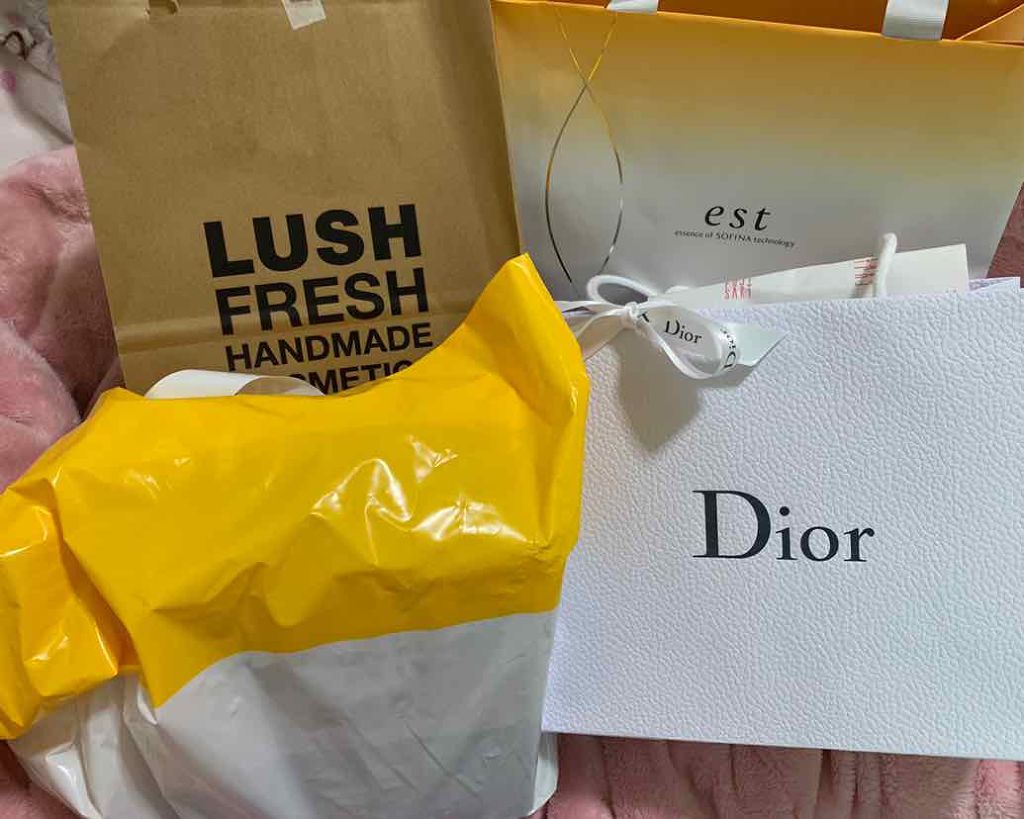 LUSH
FRESH
HANDMADE
est
essence of SOFINA technology
Dior
Dior